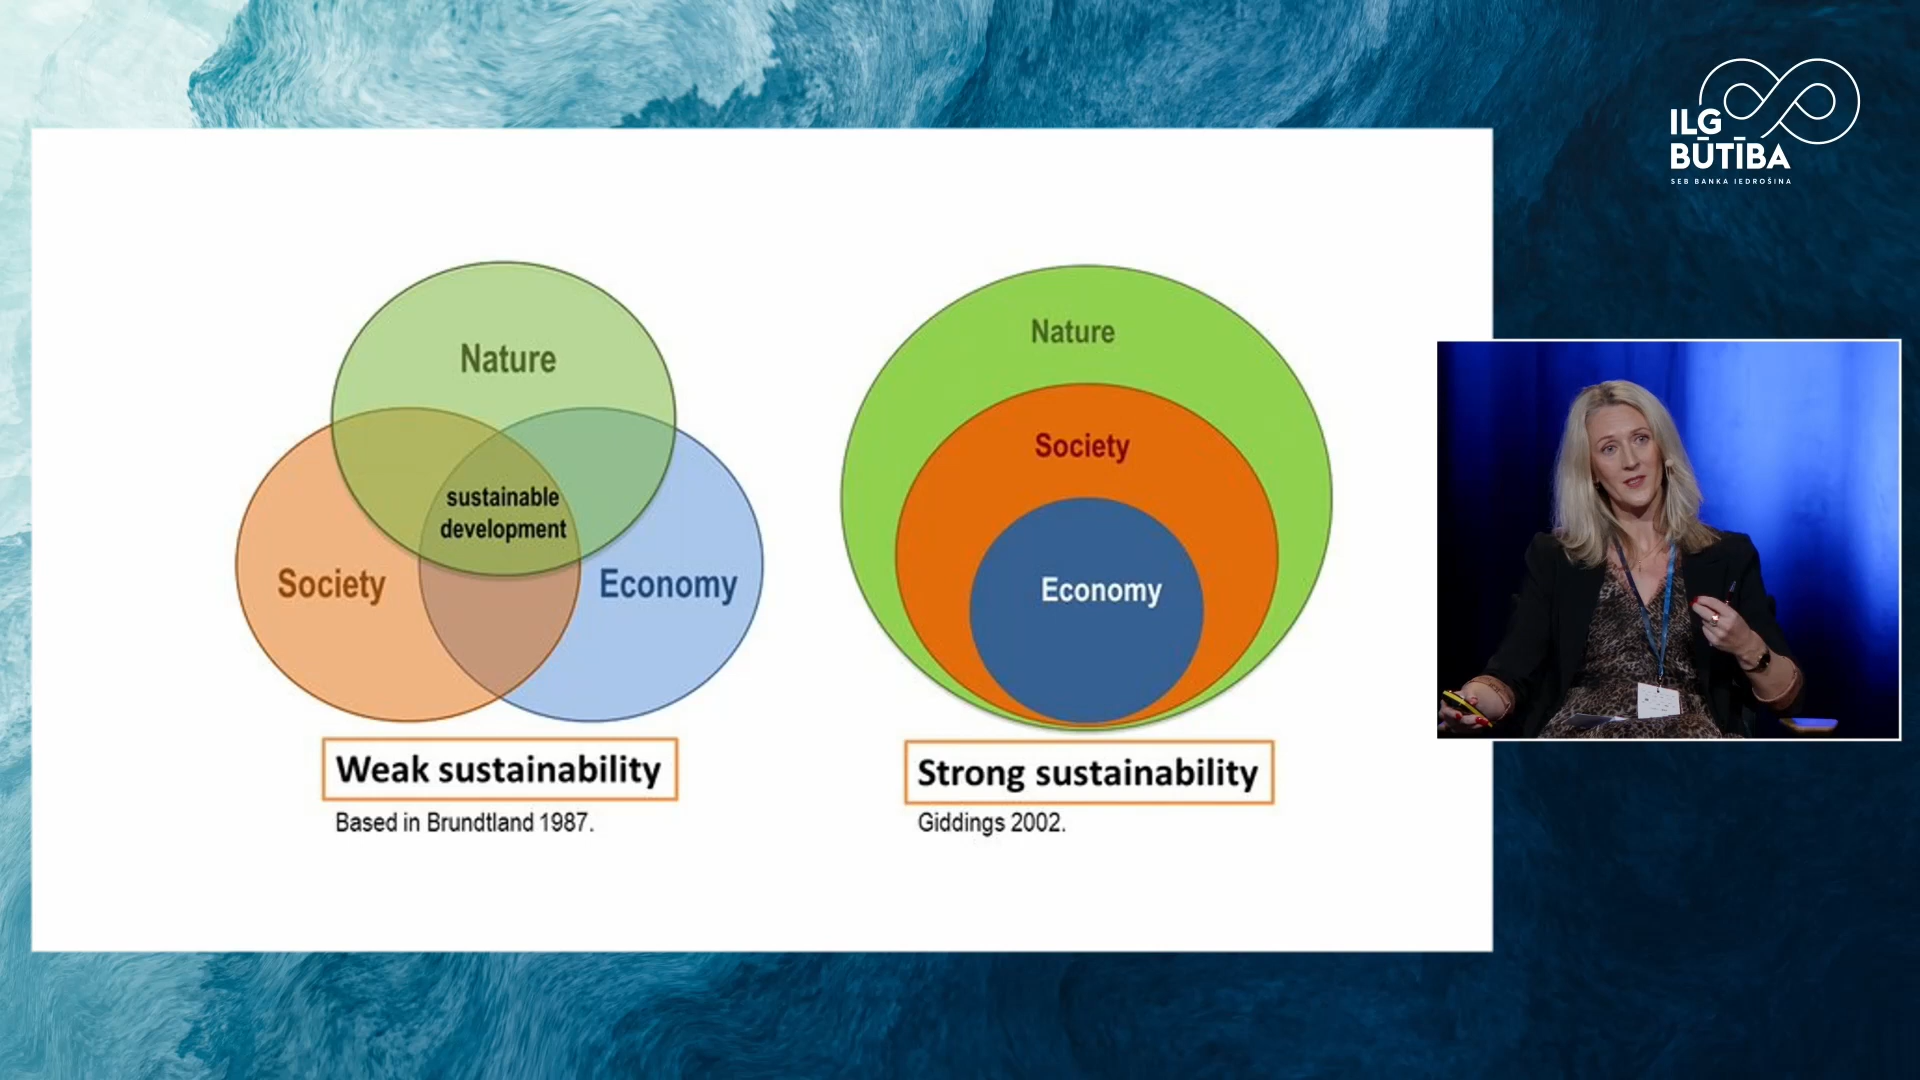 ILG
BŪTĪBA
SEB BANKA IEDROŠINA
Nature
sustainable
development
Society
Economy
Weak sustainability
Based in Brundtland 1987.
Nature
Society
Economy
Strong sustainability
Giddings 2002.